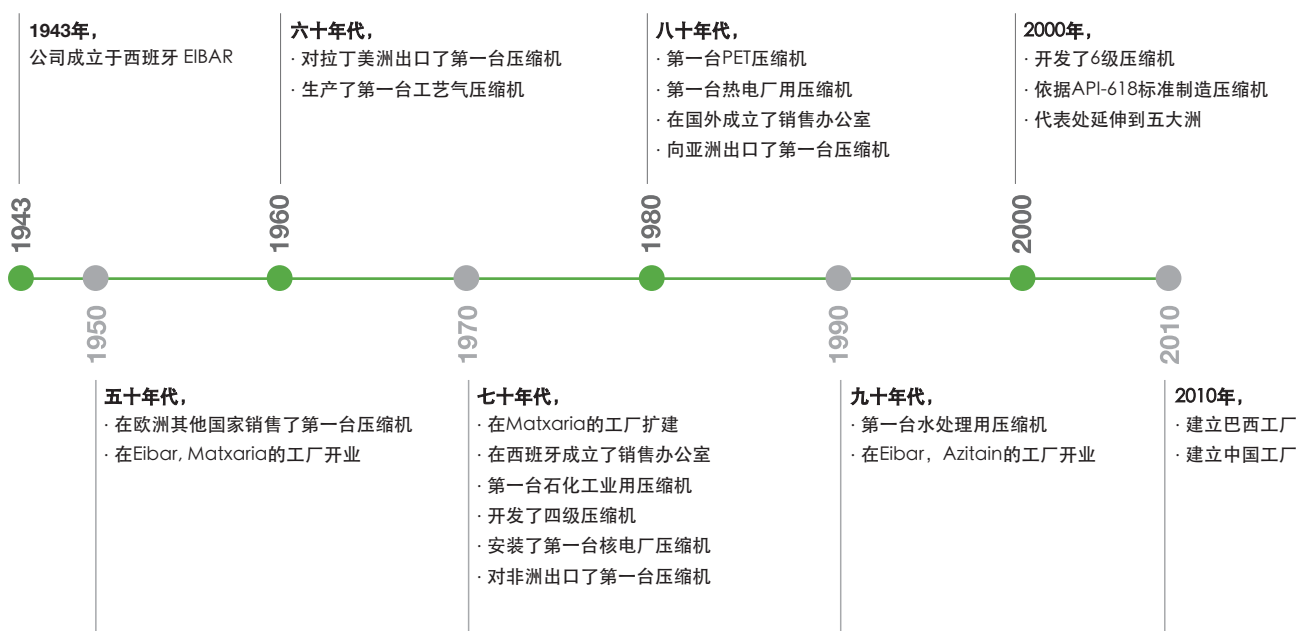 1943年，
公司成立于西班牙 EIBAR
六十年代，
· 对拉丁美洲出口了第一台压缩机
· 生产了第一台工艺气压缩机
八十年代，
· 第一台PET压缩机
· 第一台热电厂用压缩机
· 在国外成立了销售办公室
· 向亚洲出口了第一台压缩机
2000年，
· 开发了6级压缩机
· 依据API-618标准制造压缩机
· 代表处延伸到五大洲
1943
1960
1980
2000
1950
1970
1990
2010
五十年代，
· 在欧洲其他国家销售了第一台压缩机
· 在Eibar, Matxaria的工厂开业
七十年代，
· 在Matxaria的工厂扩建
· 在西班牙成立了销售办公室
· 第一台石化工业用压缩机
· 开发了四级压缩机
· 安装了第一台核电厂压缩机
· 对非洲出口了第一台压缩机
九十年代，
· 第一台水处理用压缩机
· 在Eibar，Azitain的工厂开业
2010年，
· 建立巴西工厂
· 建立中国工厂